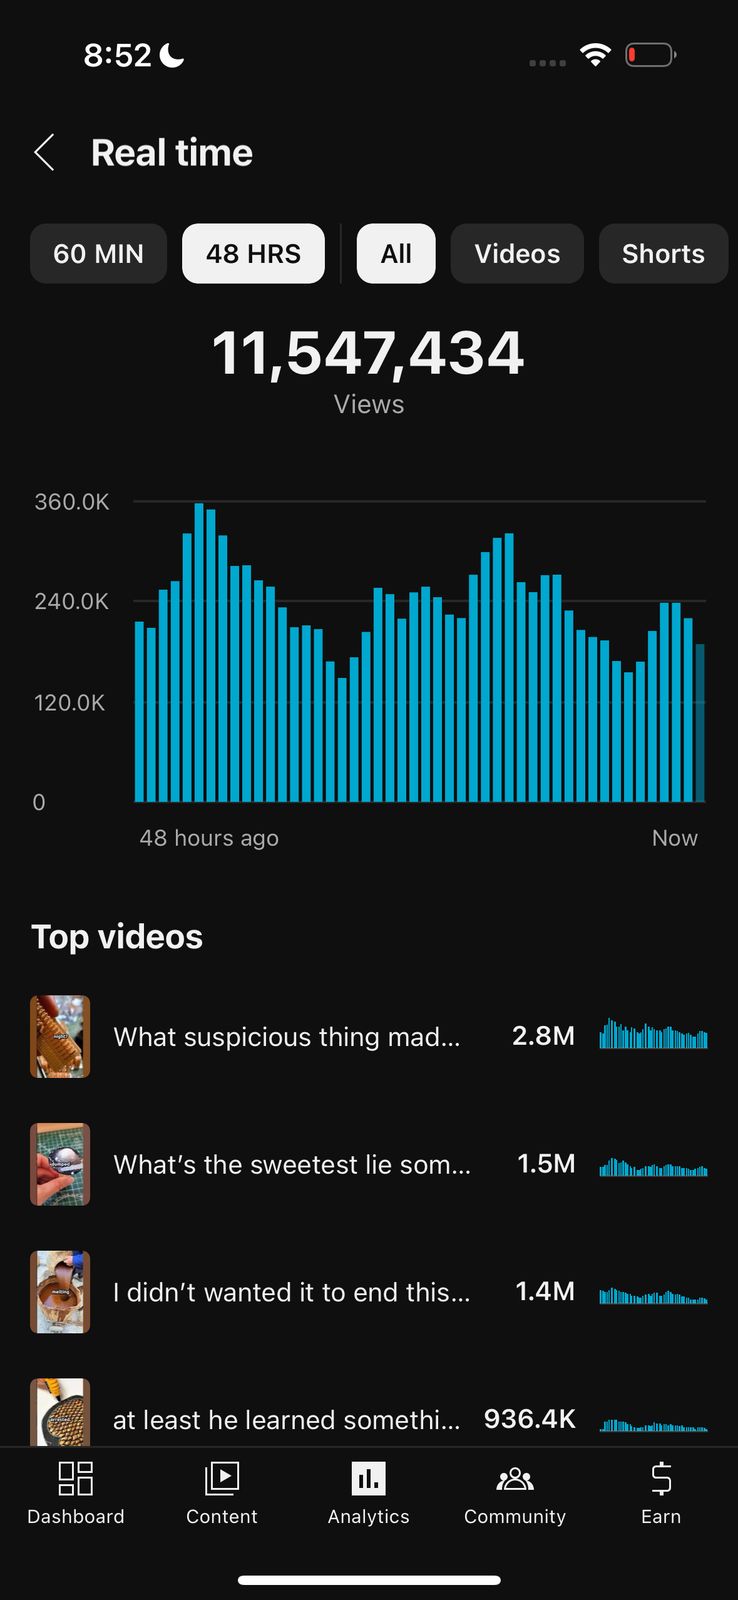 8:52
Real time
60 MIN 48 HRS All Videos Shorts
11,547,434
Views
360.0K
240.0K
120.0K
0
48 hours ago Now
Top videos
What suspicious thing mad... 2.8M
What’s the sweetest lie som... 1.5M
melting
I didn’t wanted it to end this... 1.4M
at least he learned somethi... 936.4K
Dashboard Content Analytics Community Earn